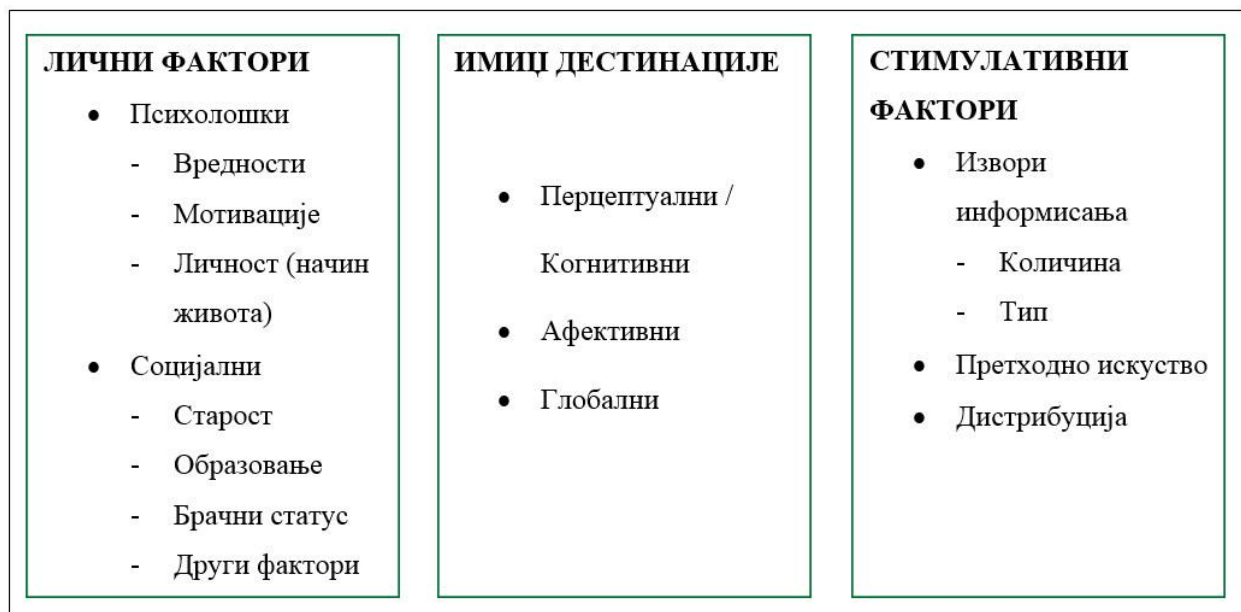 ЛИЧНИ ФАКТОРИ
• Психолошки
- Вредности
- Мотивације
- Личност (начин
живота)
• Социјални
- Старост
- Образовање
- Брачни статус
- Други фактори
ИМИЏ ДЕСТИНАЦИЈЕ
• Перцептуални /
Когнитивни
• Афективни
• Глобални
СТИМУЛАТИВНИ
ФАКТОРИ
• Извори
информисања
- Количина
- Тип
• Претходно искуство
• Дистрибуција